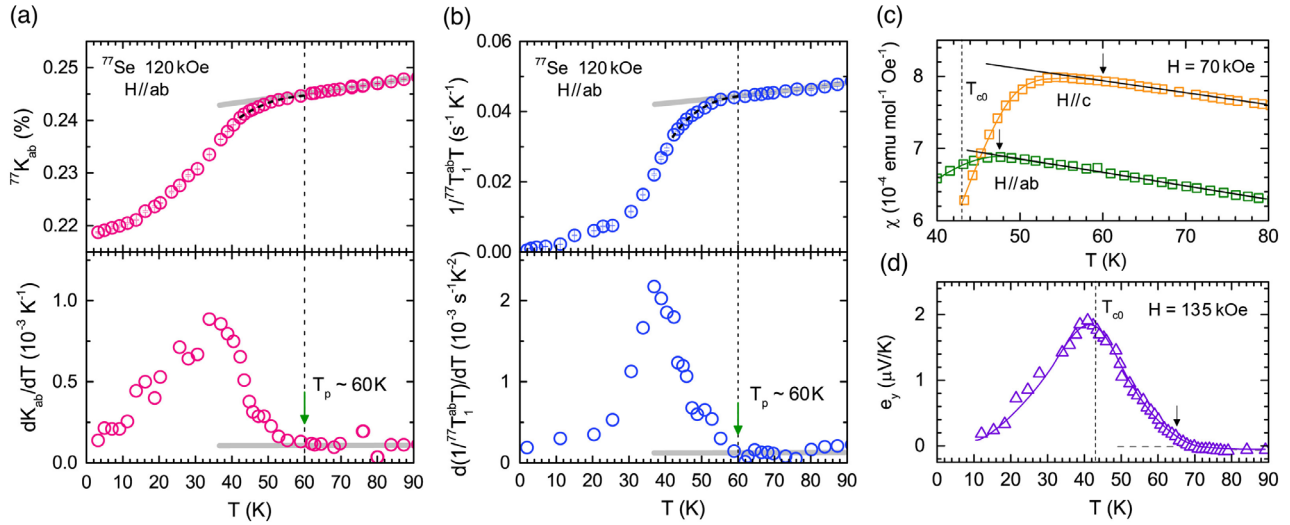 (a)
⁷⁷Se 120 kOe
H//ab
⁷⁷K_ab (%)
0.25
0.24
0.23
0.22
dK_ab/dT (10⁻³ K⁻¹)
1.0
0.5
0.0
T_p ~ 60 K
0 10 20 30 40 50 60 70 80 90
T (K)
(b)
⁷⁷Se 120 kOe
H//ab
1/⁷⁷T₁^abT (s⁻¹ K⁻¹)
0.06
0.04
0.02
0.00
d(1/⁷⁷T₁^abT)/dT (10⁻³ s⁻¹K⁻²)
2
1
0
T_p ~ 60 K
0 10 20 30 40 50 60 70 80 90
T (K)
(c)
χ (10⁻⁴ emu mol⁻¹ Oe⁻¹)
8
7
6
T_c0
H = 70 kOe
H//c
H//ab
40 50 60 70 80
T (K)
(d)
e_y (μV/K)
2
1
0
T_c0
H = 135 kOe
0 10 20 30 40 50 60 70 80 90
T (K)